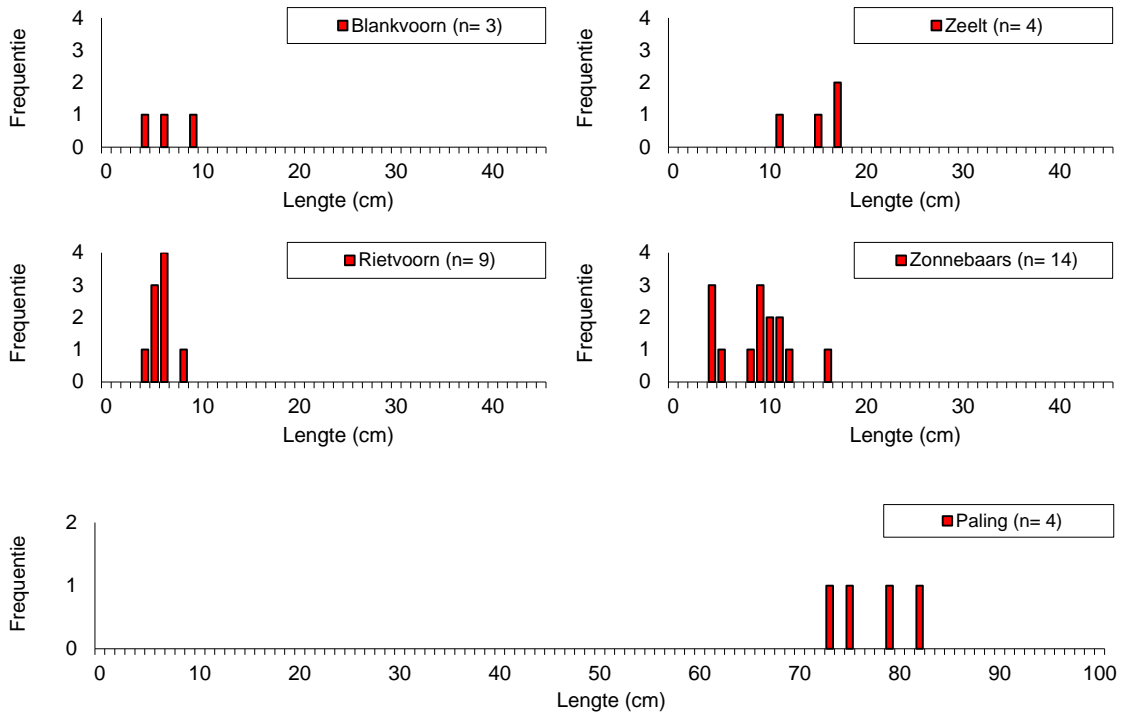 Blankvoorn (n= 3)
Frequentie
4
3
2
1
0
0 10 20 30 40
Lengte (cm)
Zeelt (n= 4)
Frequentie
4
3
2
1
0
0 10 20 30 40
Lengte (cm)
Rietvoorn (n= 9)
Frequentie
4
3
2
1
0
0 10 20 30 40
Lengte (cm)
Zonnebaars (n= 14)
Frequentie
4
3
2
1
0
0 10 20 30 40
Lengte (cm)
Paling (n= 4)
Frequentie
2
1
0
0 10 20 30 40 50 60 70 80 90 100
Lengte (cm)